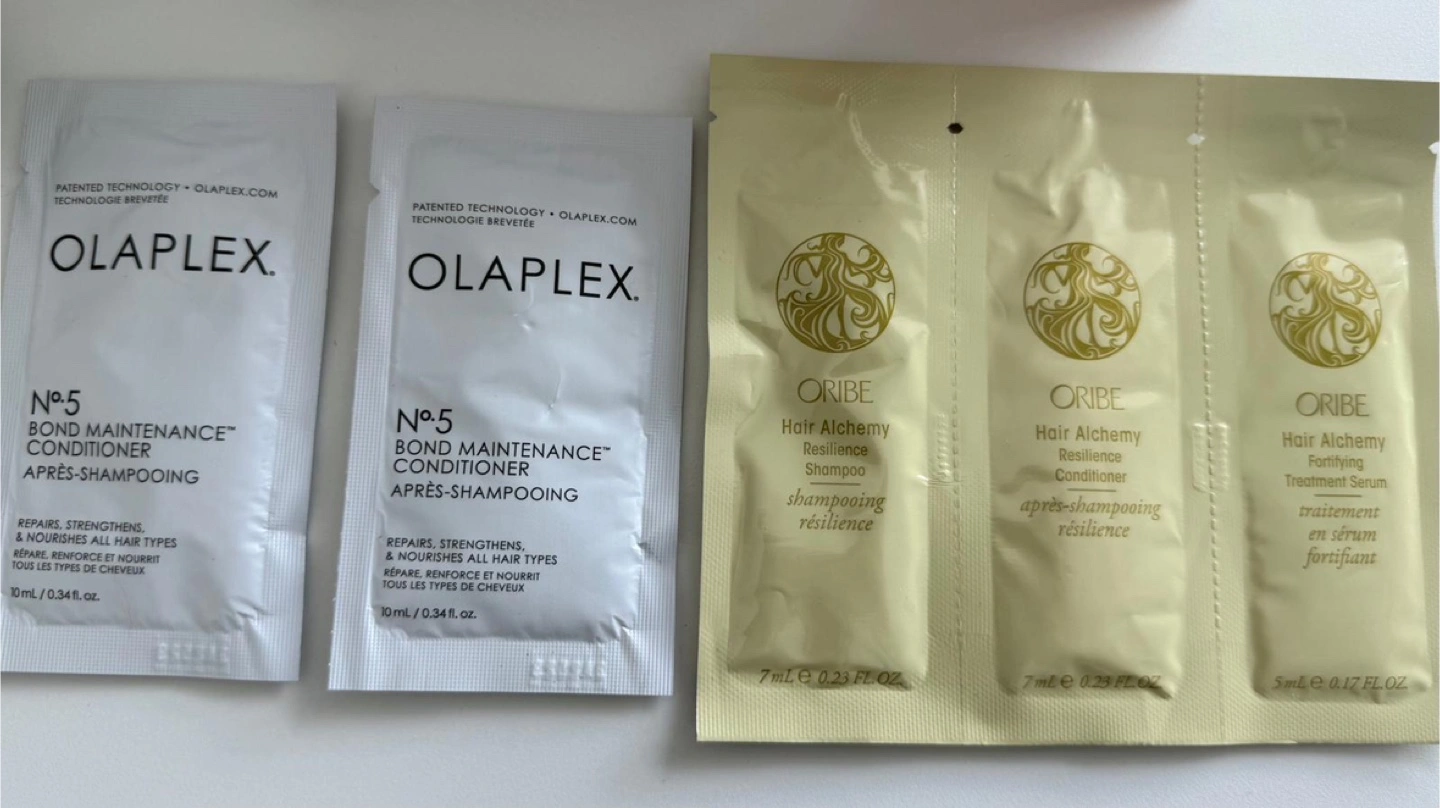 PATENTED TECHNOLOGY • OLAPLEX.COM
TECHNOLOGIE BREVETÉE
OLAPLEX.
Nº.5
BOND MAINTENANCE™
CONDITIONER
APRÈS-SHAMPOOING
REPAIRS, STRENGTHENS,
& NOURISHES ALL HAIR TYPES
RÉPARE, RENFORCE ET NOURRIT
TOUS LES TYPES DE CHEVEUX
10 mL / 0.34 fl. oz.
PATENTED TECHNOLOGY • OLAPLEX.COM
TECHNOLOGIE BREVETÉE
OLAPLEX.
Nº.5
BOND MAINTENANCE™
CONDITIONER
APRÈS-SHAMPOOING
REPAIRS, STRENGTHENS,
& NOURISHES ALL HAIR TYPES
RÉPARE, RENFORCE ET NOURRIT
TOUS LES TYPES DE CHEVEUX
10 mL / 0.34 fl. oz.
ORIBE
Hair Alchemy
Resilience
Shampoo
shampooing
résilience
7 mL ℮ 0.23 FL.OZ.
ORIBE
Hair Alchemy
Resilience
Conditioner
après-shampooing
résilience
7 mL ℮ 0.23 FL.OZ.
ORIBE
Hair Alchemy
Fortifying
Treatment Serum
traitement
en sérum
fortifiant
5 mL ℮ 0.17 FL.OZ.